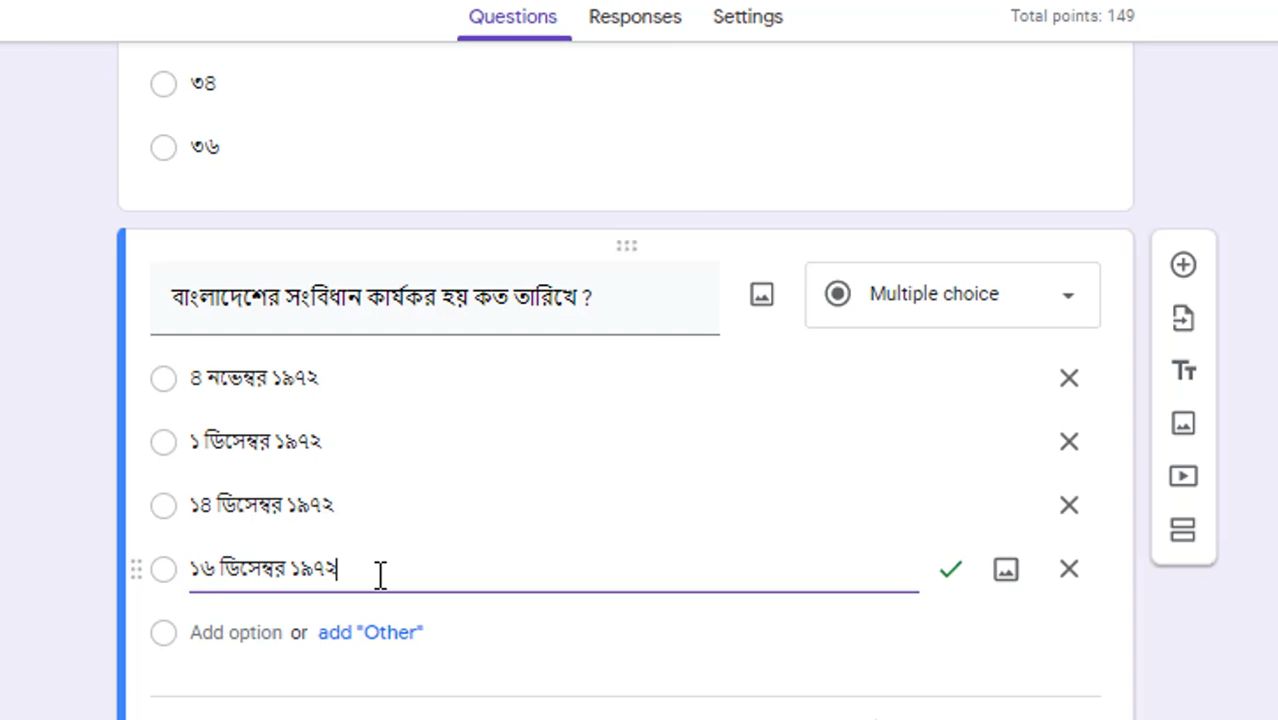 Questions Responses Settings Total points: 149
৩৪
৩৬
বাংলাদেশের সংবিধান কার্যকর হয় কত তারিখে ?
Multiple choice
৪ নভেম্বর ১৯৭২
১ ডিসেম্বর ১৯৭২
১৪ ডিসেম্বর ১৯৭২
১৬ ডিসেম্বর ১৯৭২
Add option or add "Other"
Tт